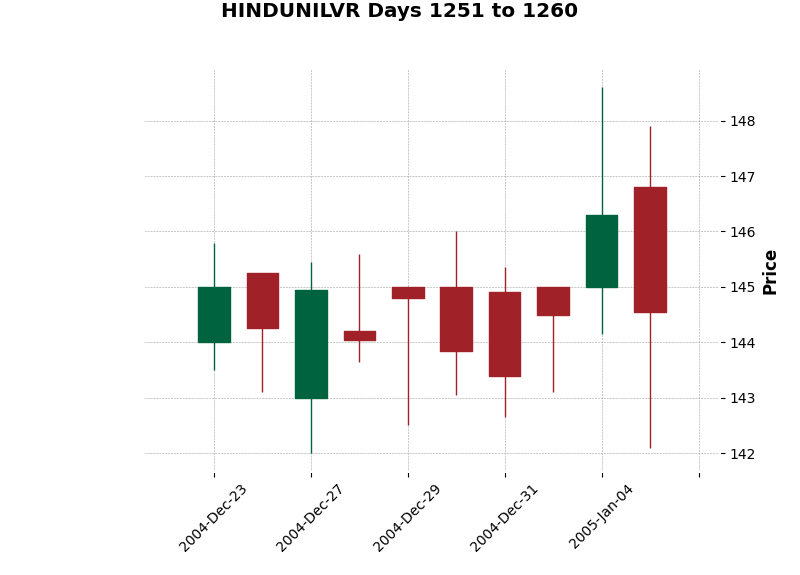 HINDUNILVR Days 1251 to 1260
148
147
146
145
144
143
142
Price
2004-Dec-23
2004-Dec-27
2004-Dec-29
2004-Dec-31
2005-Jan-04